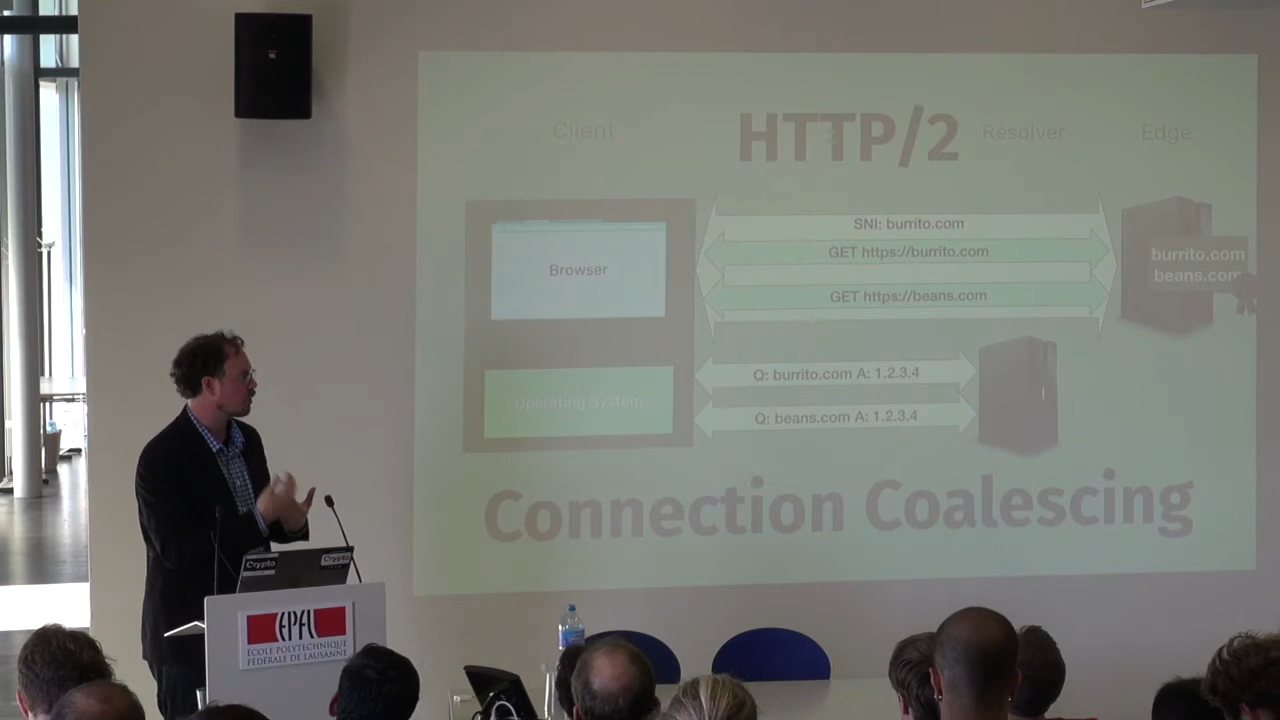 Client
HTTP/2
Resolver
Edge
SNI: burrito.com
GET https://burrito.com
Browser
GET https://beans.com
burrito.com
beans.com
Q: burrito.com A: 1.2.3.4
Operating System
Q: beans.com A: 1.2.3.4
Connection Coalescing
Crypto
Crypto
EPFL
ECOLE POLYTECHNIQUE
FÉDÉRALE DE LAUSANNE